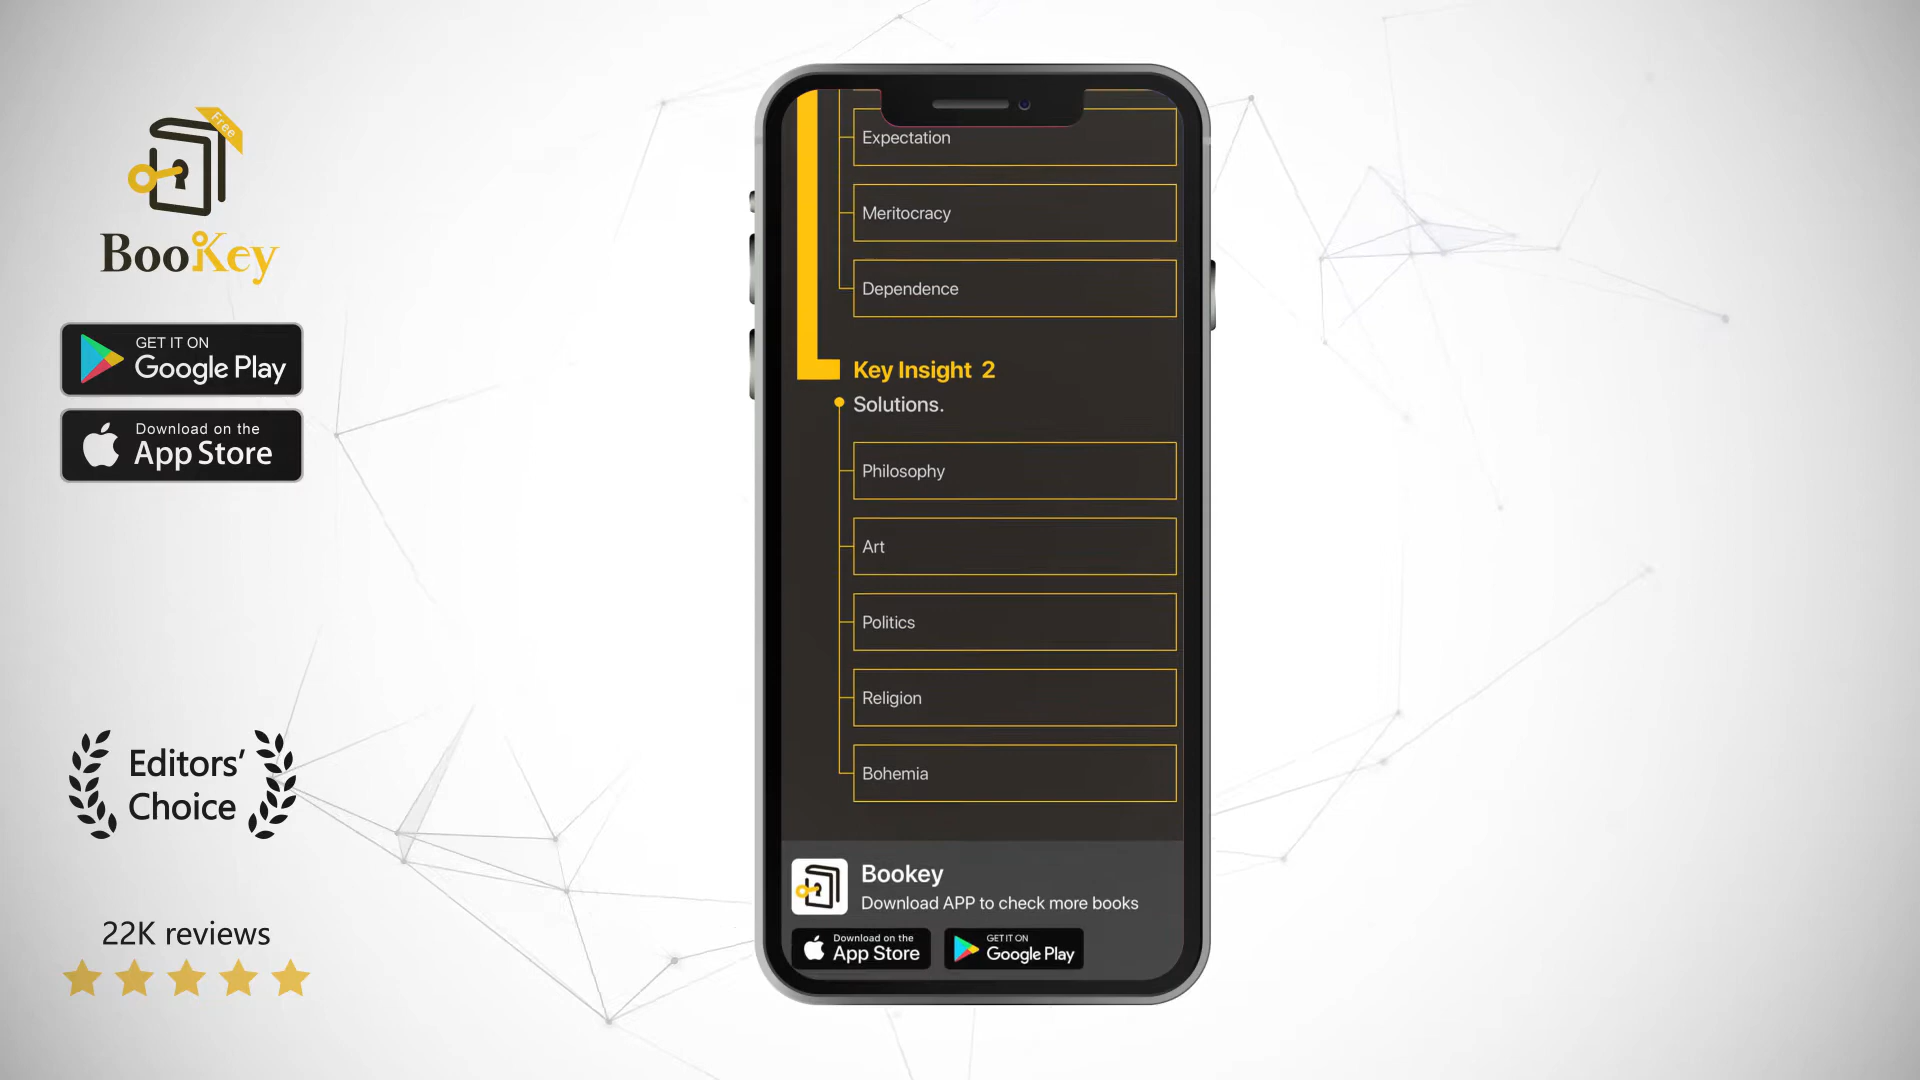 Free
BooKey
GET IT ON
Google Play
Download on the
App Store
Editors'
Choice
22K reviews
Expectation
Meritocracy
Dependence
Key Insight 2
Solutions.
Philosophy
Art
Politics
Religion
Bohemia
Bookey
Download APP to check more books
Download on the
App Store
GET IT ON
Google Play